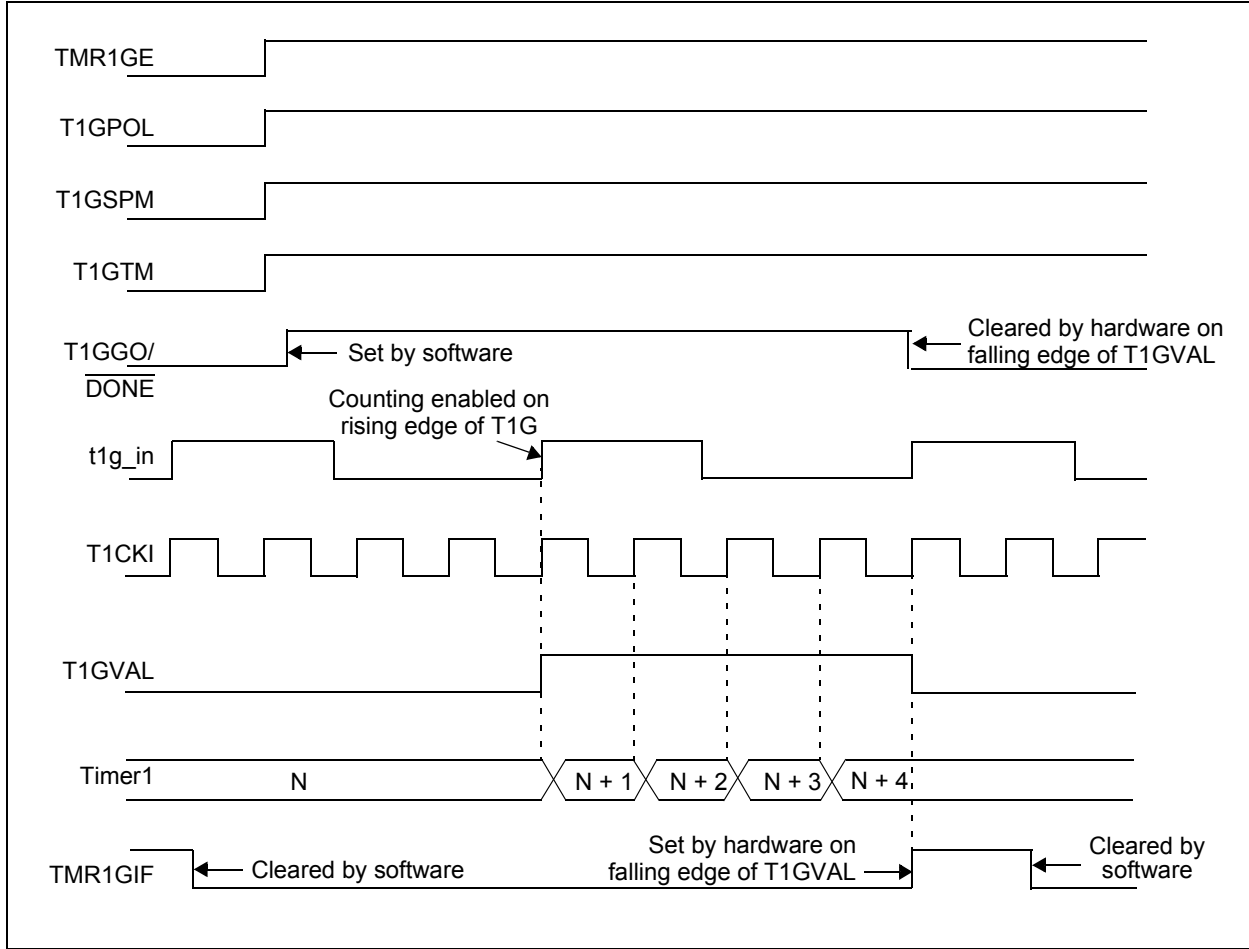 TMR1GE
T1GPOL
T1GSPM
T1GTM
T1GGO/
DONE
Set by software
Cleared by hardware on
falling edge of T1GVAL
Counting enabled on
rising edge of T1G
t1g_in
T1CKI
T1GVAL
Timer1
N
N + 1
N + 2
N + 3
N + 4
TMR1GIF
Cleared by software
Set by hardware on
falling edge of T1GVAL
Cleared by
software